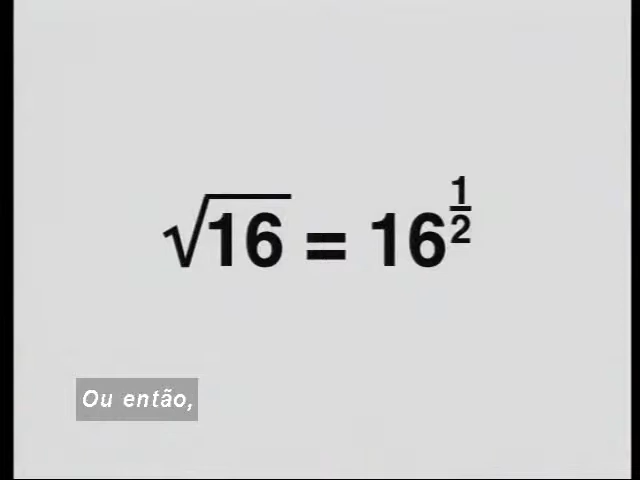 √16 = 16^(1/2)
Ou então,